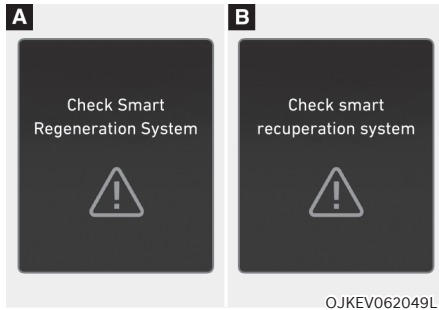 A
Check Smart
Regeneration System
B
Check smart
recuperation system
OJKEV062049L